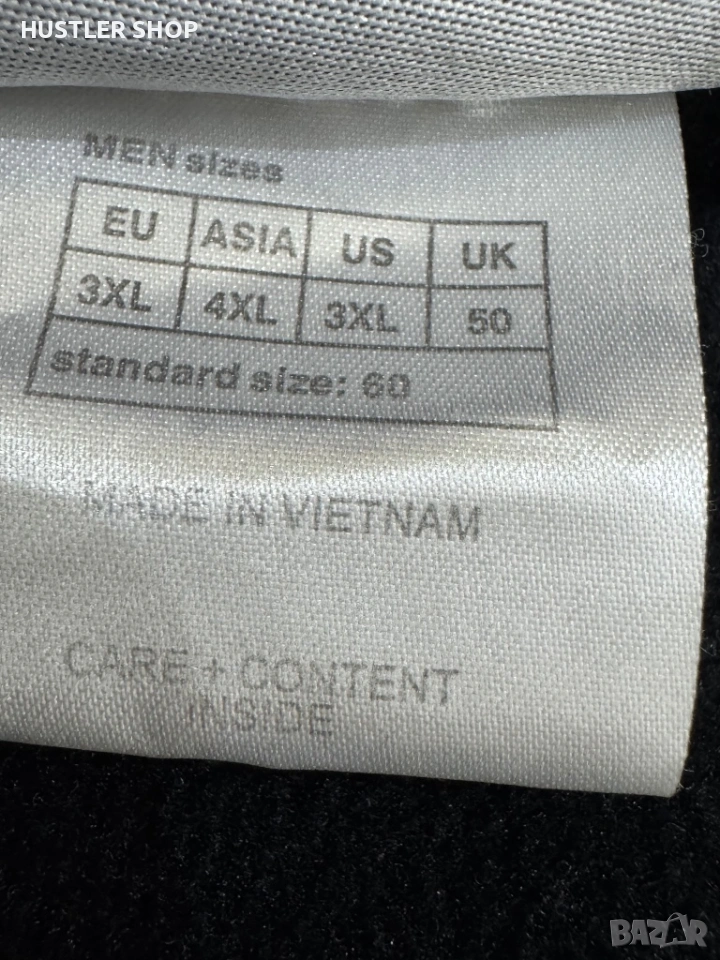 HUSTLER SHOP
MEN sizes
EU ASIA US UK
3XL 4XL 3XL 50
standard size: 60
MADE IN VIETNAM
CARE + CONTENT
INSIDE
BAZAR